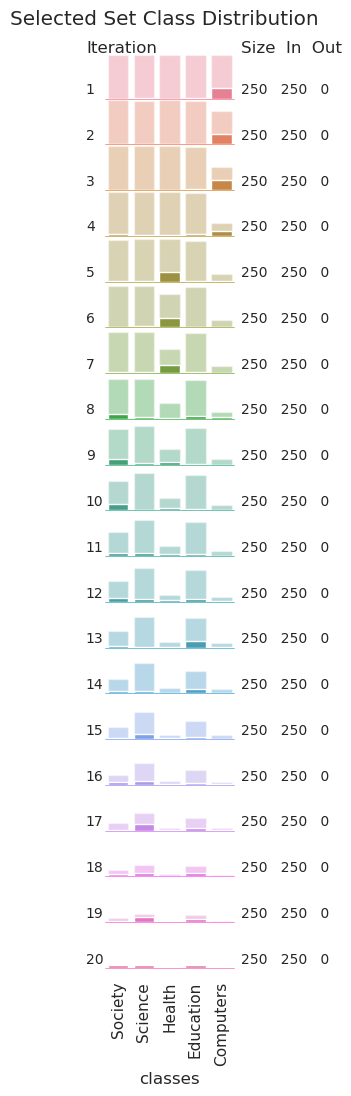 Selected Set Class Distribution
Iteration Size In Out
1 250 250 0
2 250 250 0
3 250 250 0
4 250 250 0
5 250 250 0
6 250 250 0
7 250 250 0
8 250 250 0
9 250 250 0
10 250 250 0
11 250 250 0
12 250 250 0
13 250 250 0
14 250 250 0
15 250 250 0
16 250 250 0
17 250 250 0
18 250 250 0
19 250 250 0
20 250 250 0
Society
Science
Health
Education
Computers
classes